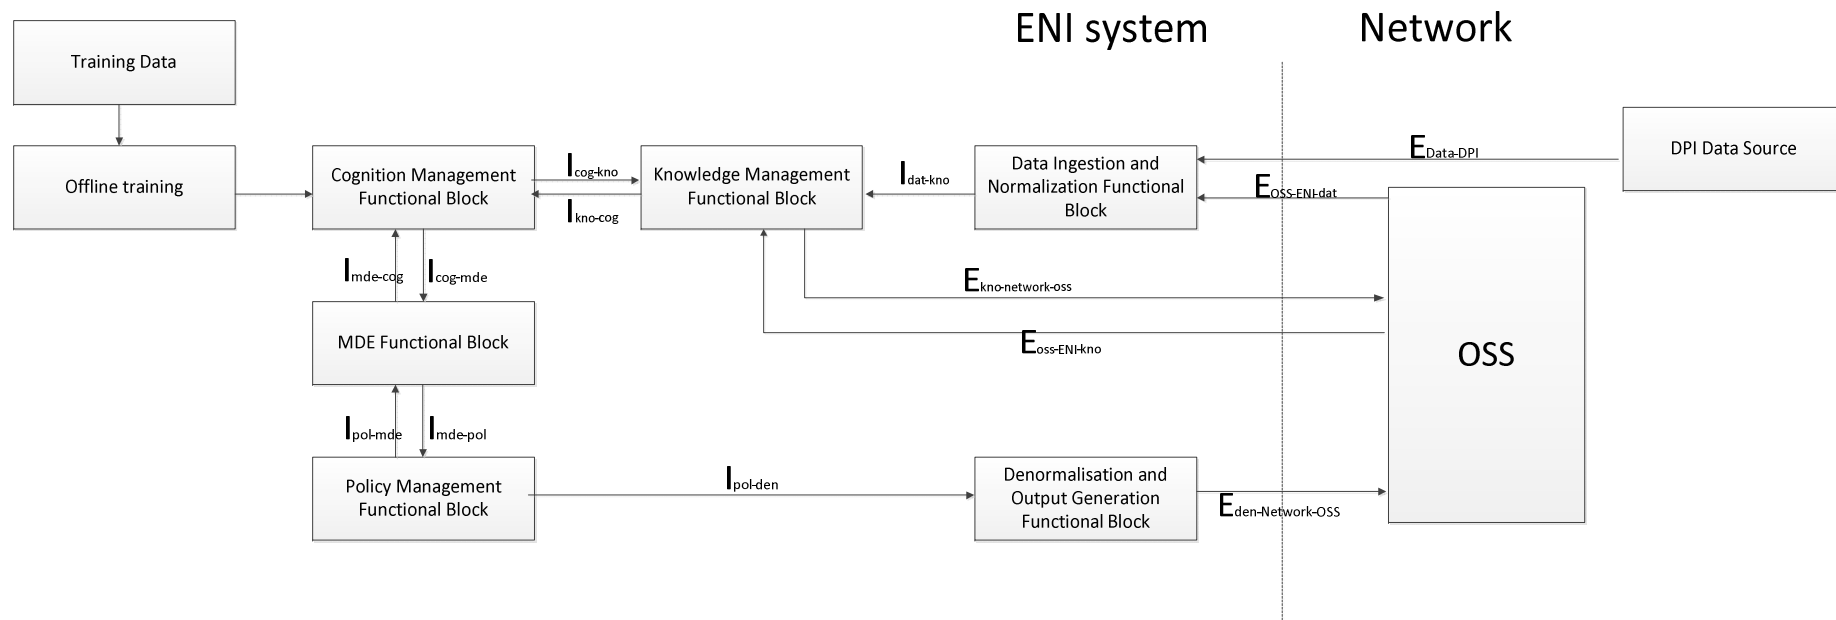 ENI system
Network
Training Data
Offline training
Cognition Management
Functional Block
Icog-kno
Ikno-cog
Knowledge Management
Functional Block
Idat-kno
Data Ingestion and
Normalization Functional
Block
EData-DPI
EOSS-ENI-dat
DPI Data Source
Imde-cog
Icog-mde
Ekno-network-oss
Eoss-ENI-kno
MDE Functional Block
OSS
Ipol-mde
Imde-pol
Policy Management
Functional Block
Ipol-den
Denormalisation and
Output Generation
Functional Block
Eden-Network-OSS